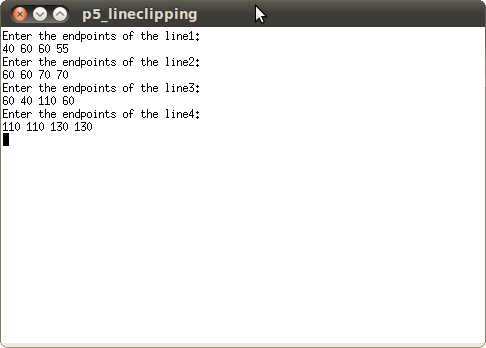 p5_lineclipping
Enter the endpoints of the line1:
40 60 60 55
Enter the endpoints of the line2:
60 60 70 70
Enter the endpoints of the line3:
60 40 110 60
Enter the endpoints of the line4:
110 110 130 130